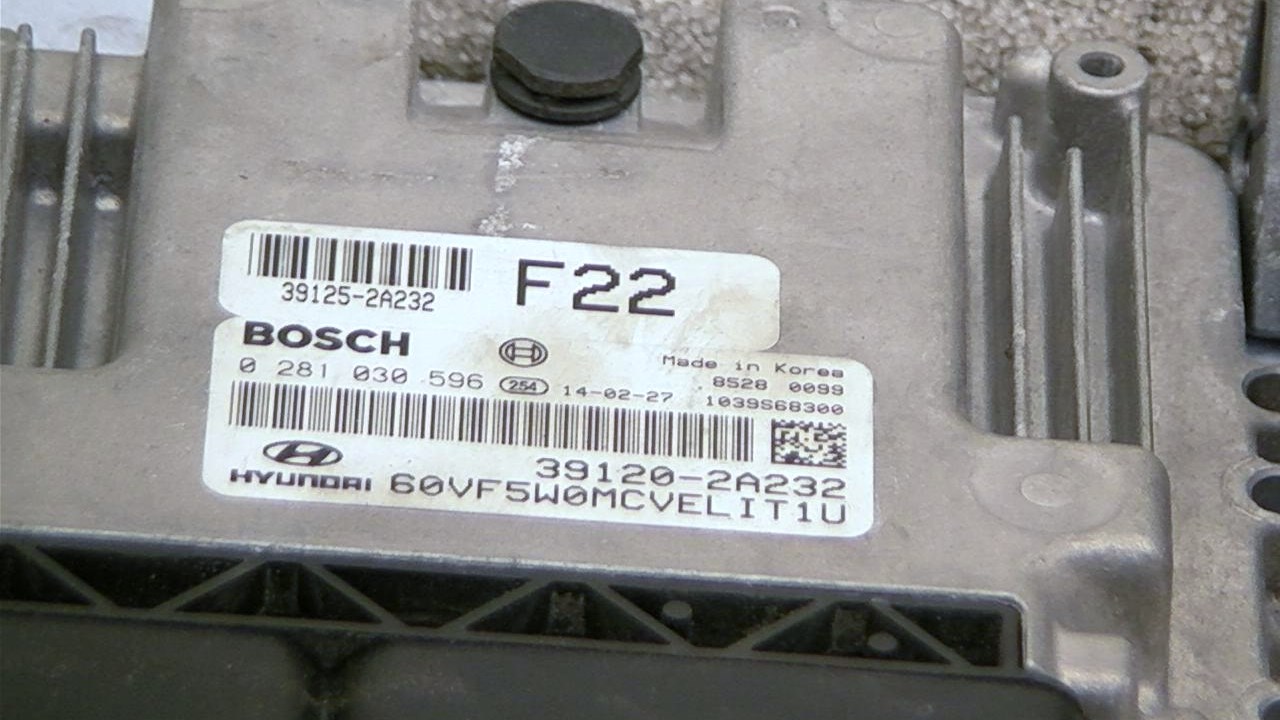 39125-2A232
F22
BOSCH
Made in Korea
0 281 030 596 254 14-02-27
8528 0099
1039S68300
39120-2A232
HYUNDAI 60VF5W0MCVELIT1U